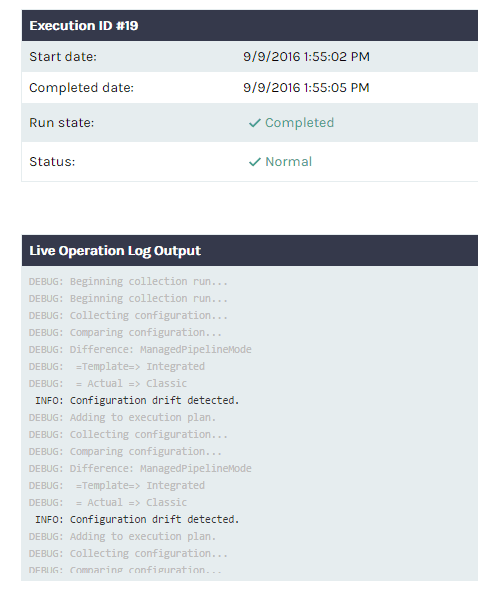 Execution ID #19
Start date: 9/9/2016 1:55:02 PM
Completed date: 9/9/2016 1:55:05 PM
Run state: ✓ Completed
Status: ✓ Normal
Live Operation Log Output
DEBUG: Beginning collection run...
DEBUG: Beginning collection run...
DEBUG: Collecting configuration...
DEBUG: Comparing configuration...
DEBUG: Difference: ManagedPipelineMode
DEBUG:  =Template=> Integrated
DEBUG:  = Actual => Classic
INFO: Configuration drift detected.
DEBUG: Adding to execution plan.
DEBUG: Collecting configuration...
DEBUG: Comparing configuration...
DEBUG: Difference: ManagedPipelineMode
DEBUG:  =Template=> Integrated
DEBUG:  = Actual => Classic
INFO: Configuration drift detected.
DEBUG: Adding to execution plan.
DEBUG: Collecting configuration...
DEBUG: Comparing configuration...